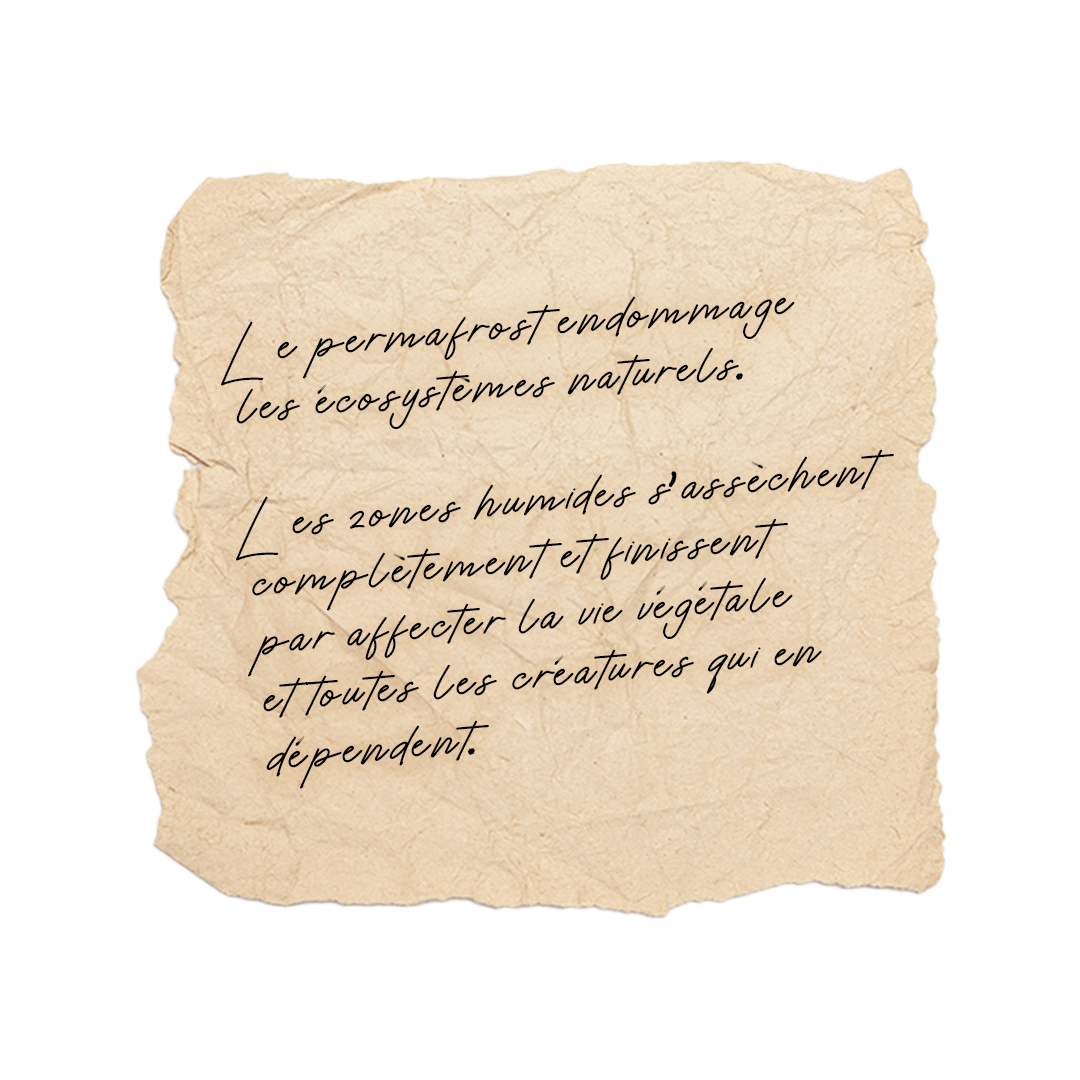 Le permafrost endommage
les écosystèmes naturels.
Les zones humides s'assèchent
complètement et finissent
par affecter la vie végétale
et toutes les créatures qui en
dépendent.